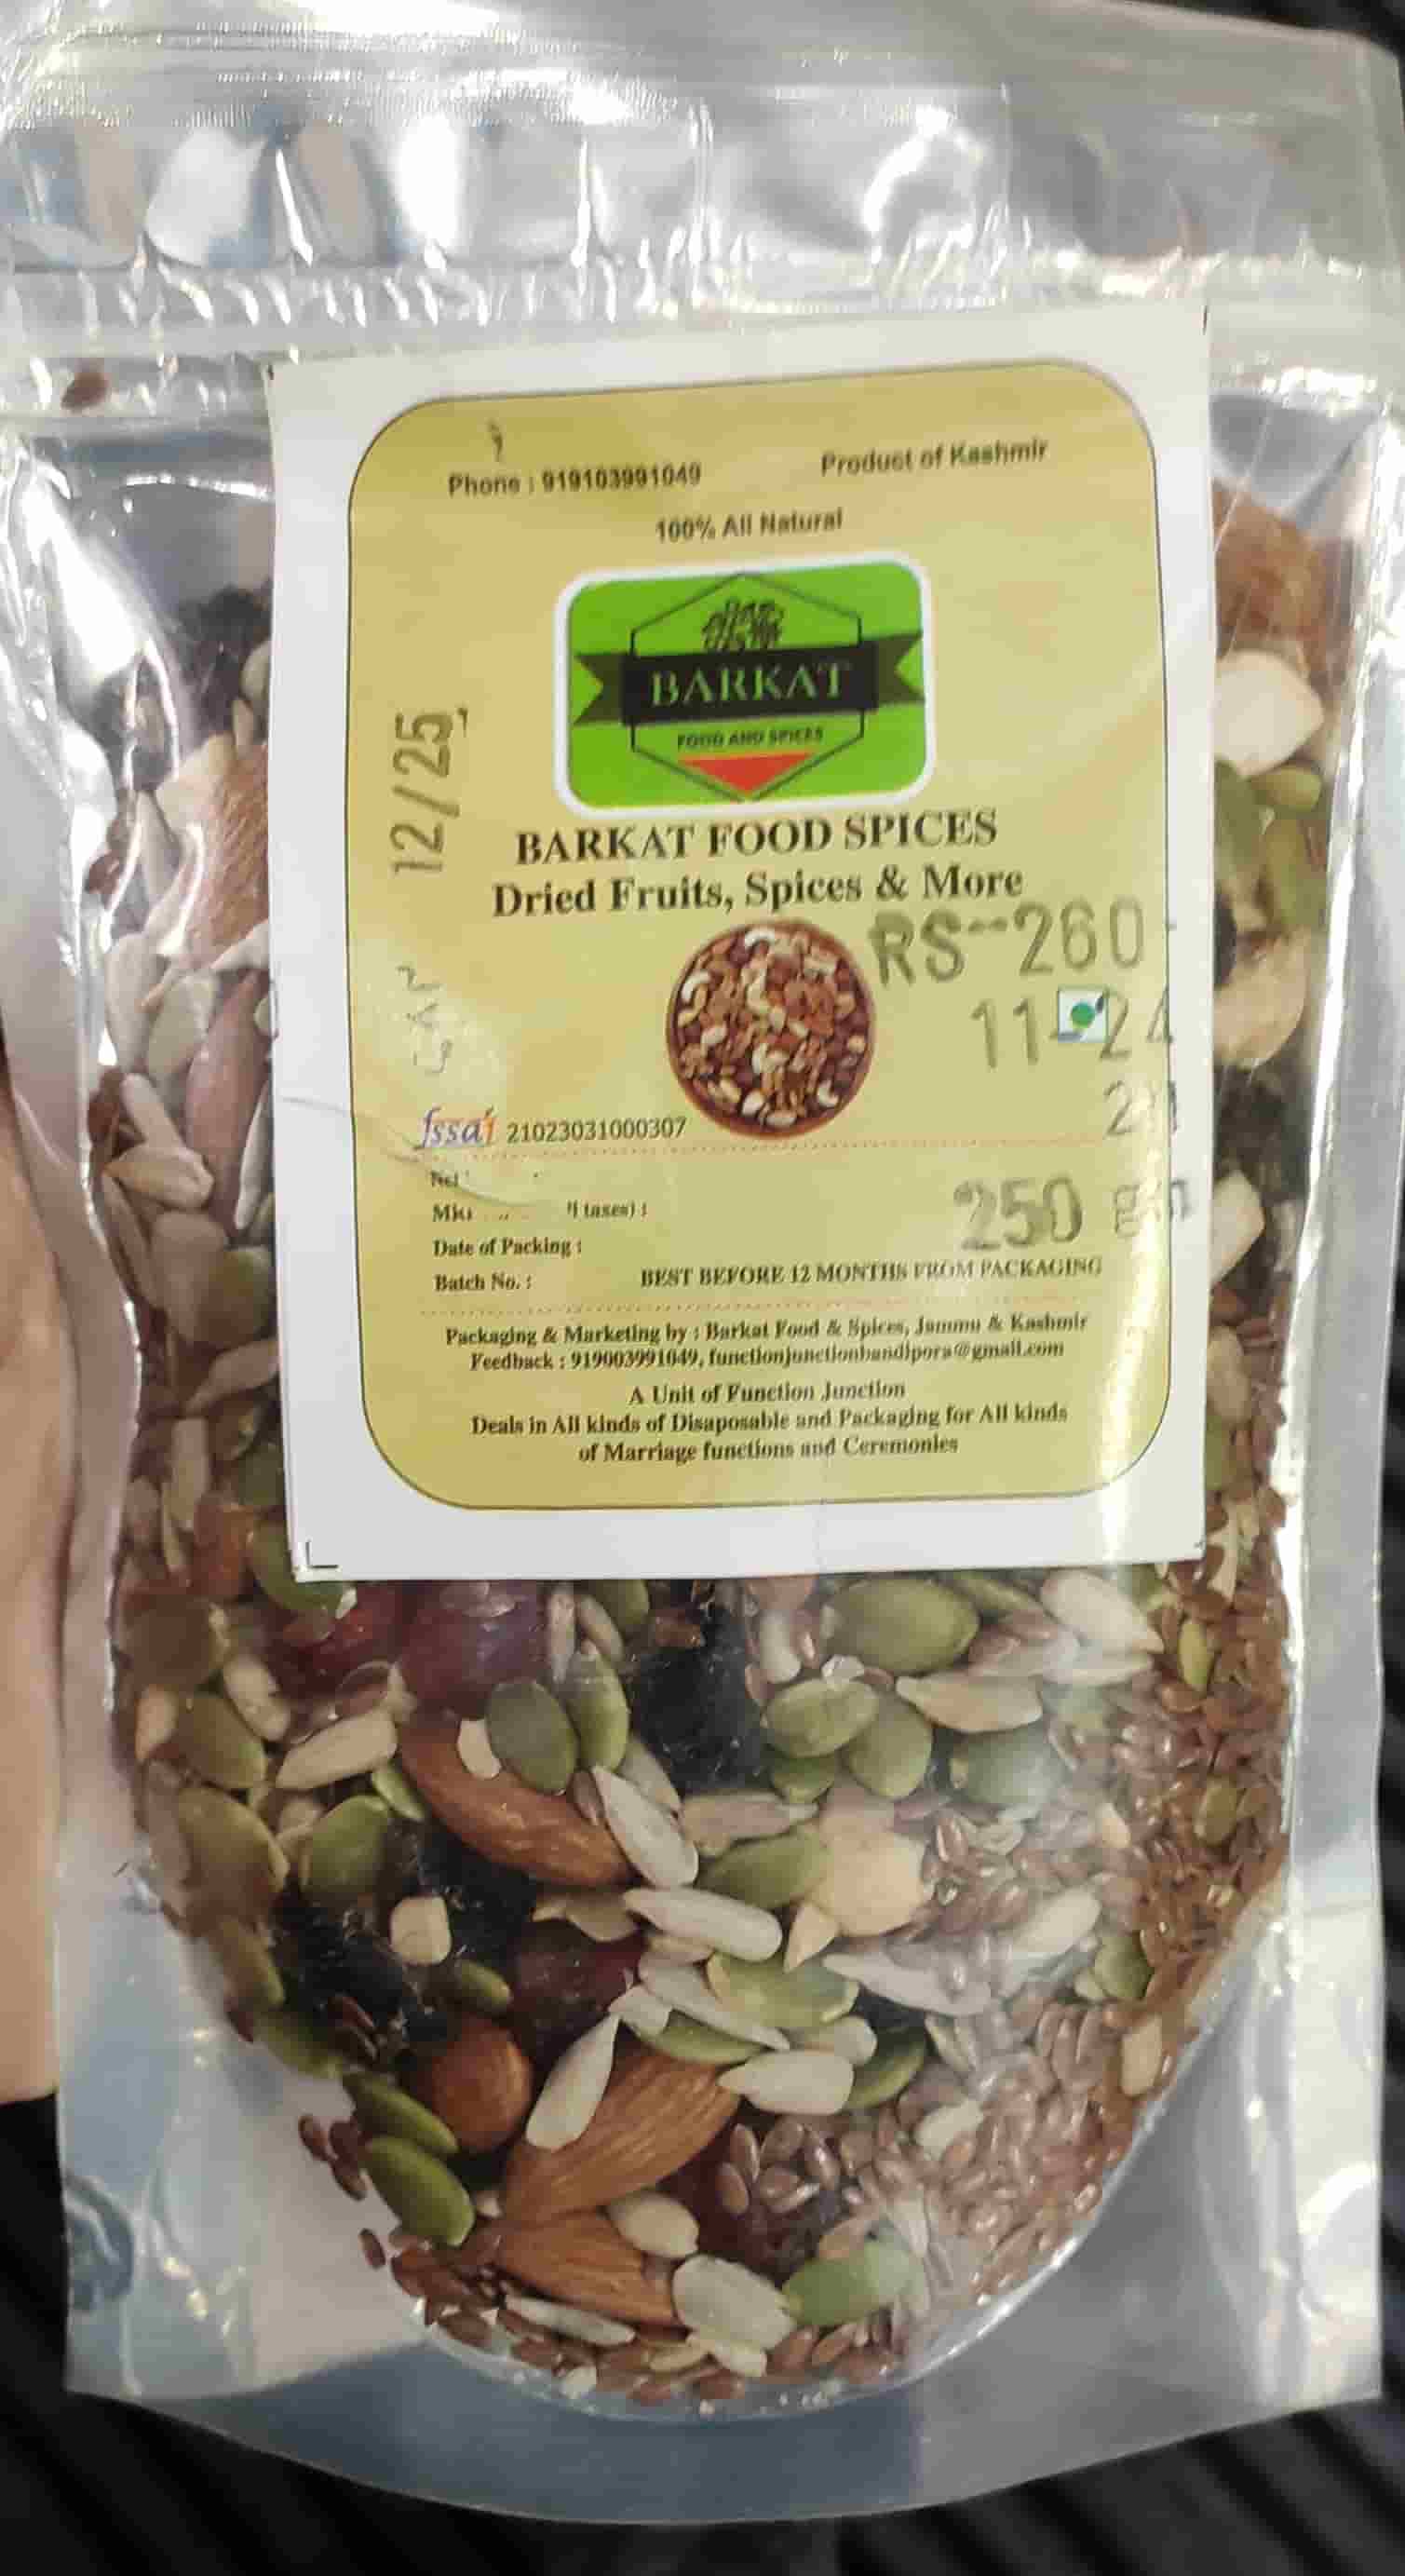 Phone : 919103991049
Product of Kashmir
100% All Natural
BARKAT
FOOD AND SPICES
12/25
BARKAT FOOD SPICES
Dried Fruits, Spices & More
RS--260
11-24
fssai 21023031000307
250 gm
Date of Packing :
Batch No. :
BEST BEFORE 12 MONTHS FROM PACKAGING
Packaging & Marketing by : Barkat Food & Spices, Jammu & Kashmir
Feedback : 919003991049, functionjunctionbandipora@gmail.com
A Unit of Function Junction
Deals in All kinds of Disaposable and Packaging for All kinds
of Marriage functions and Ceremonies